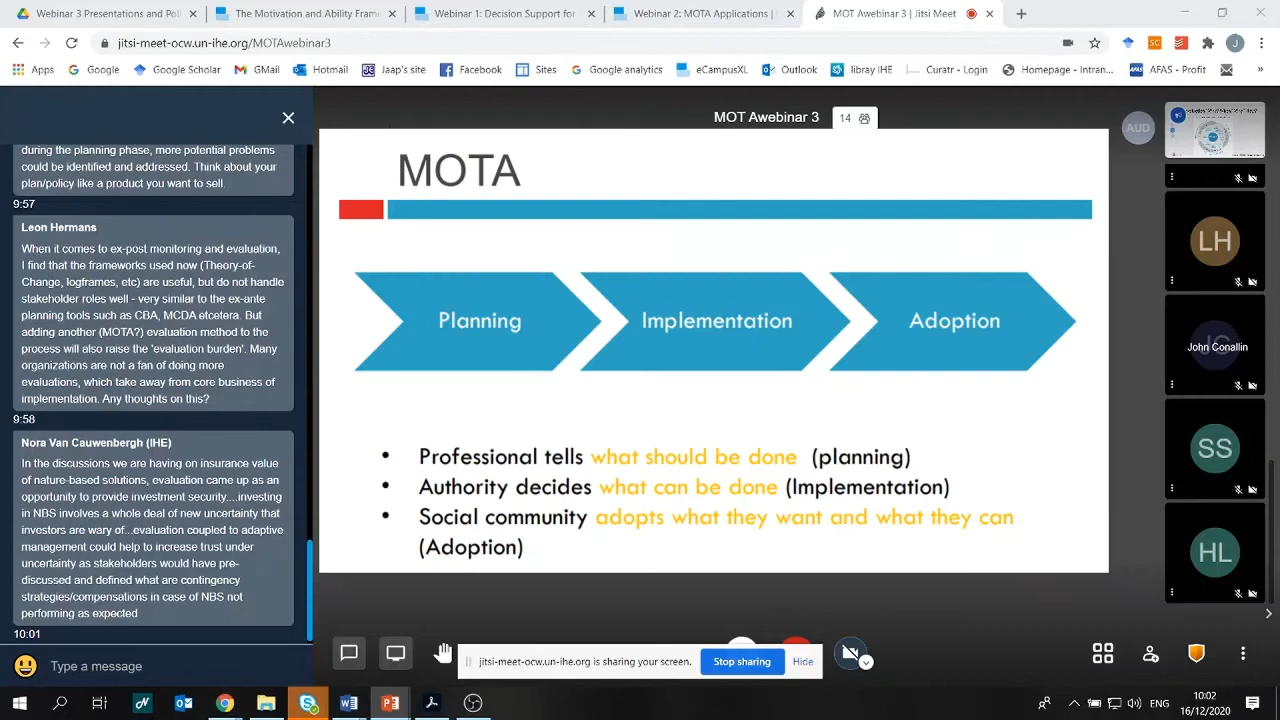 Webinar 3 Presentations and Poll
The Motivation and Ability Frame
Webinar 1: Decision Support for
Webinar 2: MOTA Applications |
MOT Awebinar 3 | Jitsi Meet
jitsi-meet-ocw.un-ihe.org/MOTAwebinar3
Apps
Google
Google Scholar
GMail
Hotmail
Jaap's site
Facebook
Sites
Google analytics
eCampusXL
Outlook
libray IHE
Curatr - Login
Homepage - Intran...
AFAS - Profit
MOT Awebinar 3
14
AUD
during the planning phase, more potential problems
could be identified and addressed. Think about your
plan/policy like a product you want to sell.
9:57
Leon Hermans
When it comes to ex-post monitoring and evaluation,
I find that the frameworks used now (Theory-of-
Change, logframes, etc) are useful, but do not handle
stakeholder roles well - very similar to the ex-ante
planning tools such as CBA, MCDA etcetera. But
adding another (MOTA?) evaluation method to the
process will also raise the 'evaluation burden'. Many
organizations are not a fan of doing more
evaluations, which take away from core business of
implementation. Any thoughts on this?
9:58
Nora Van Cauwenbergh (IHE)
In the discussions we are having on insurance value
of nature-based solutions, evaluation came up as an
opportunity to provide investment security....investing
in NBS involves a whole deal of new uncertainty that
investors are wary of...evaluation coupled to adaptive
management could help to increase trust under
uncertainty as stakeholders would have pre-
discussed and defined what are contingency
strategies/compensations in case of NBS not
performing as expected
10:01
Type a message
MOTA
Planning
Implementation
Adoption
• Professional tells what should be done (planning)
• Authority decides what can be done (Implementation)
• Social community adopts what they want and what they can
(Adoption)
LH
John Conallin
SS
HL
jitsi-meet-ocw.un-ihe.org is sharing your screen.
Stop sharing
Hide
ENG
10:02
16/12/2020